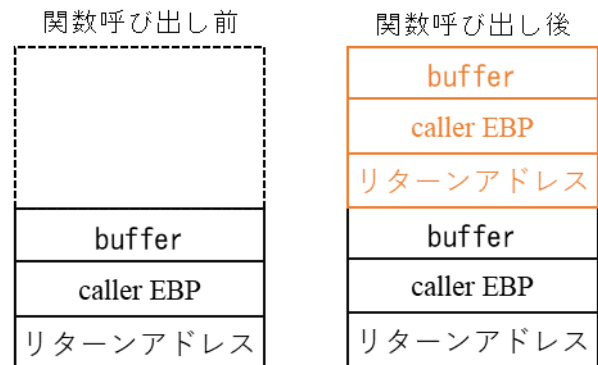 関数呼び出し前
buffer
caller EBP
リターンアドレス
関数呼び出し後
buffer
caller EBP
リターンアドレス
buffer
caller EBP
リターンアドレス